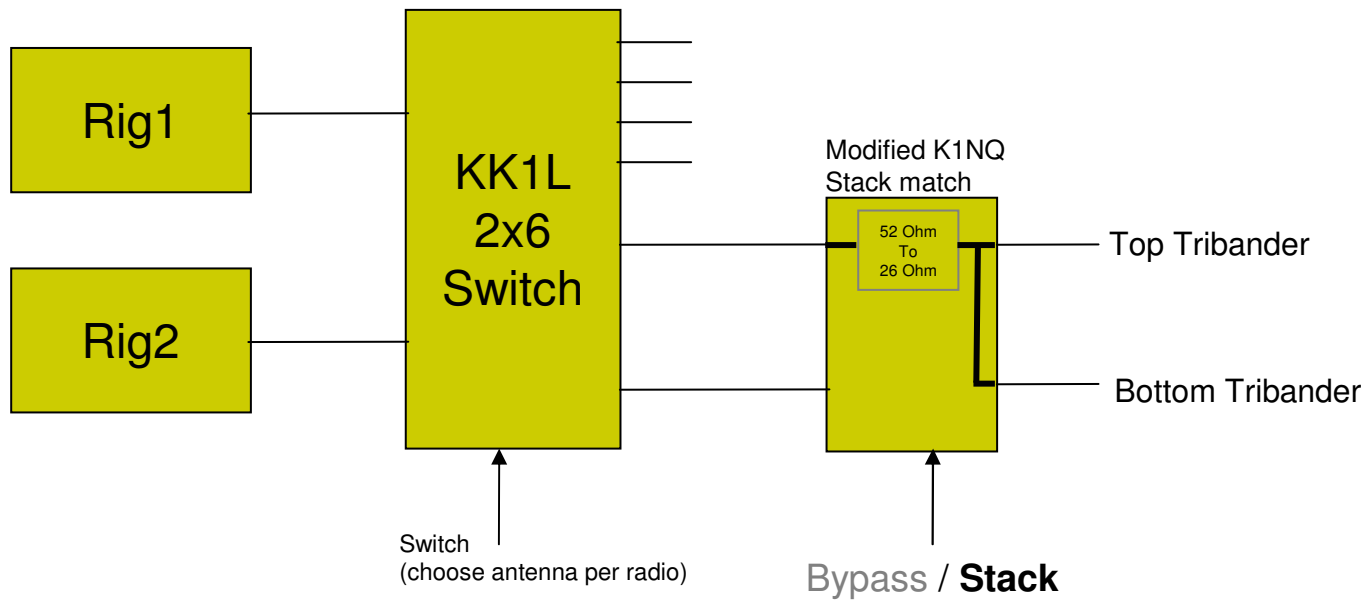 Rig1
Rig2
KK1L
2x6
Switch
Modified K1NQ
Stack match
52 Ohm
To
26 Ohm
Top Tribander
Bottom Tribander
Switch
(choose antenna per radio)
Bypass / Stack